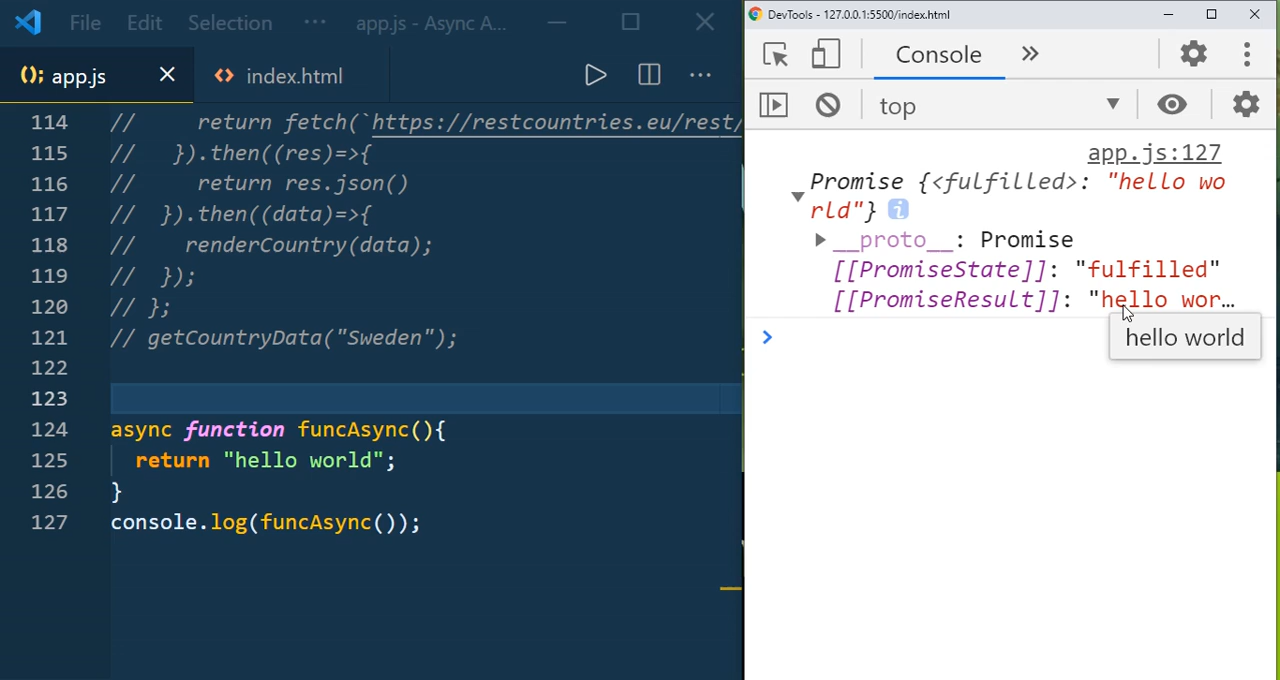 File Edit Selection ··· app.js - Async A...
app.js index.html ···
114 // return fetch(`https://restcountries.eu/rest/
115 // }).then((res)=>{
116 // return res.json()
117 // }).then((data)=>{
118 // renderCountry(data);
119 // });
120 // };
121 // getCountryData("Sweden");
122
123
124 async function funcAsync(){
125 return "hello world";
126 }
127 console.log(funcAsync());
DevTools - 127.0.0.1:5500/index.html
Console »
top
app.js:127
Promise {<fulfilled>: "hello wo
rld"} i
__proto__: Promise
[[PromiseState]]: "fulfilled"
[[PromiseResult]]: "hello wor…
hello world